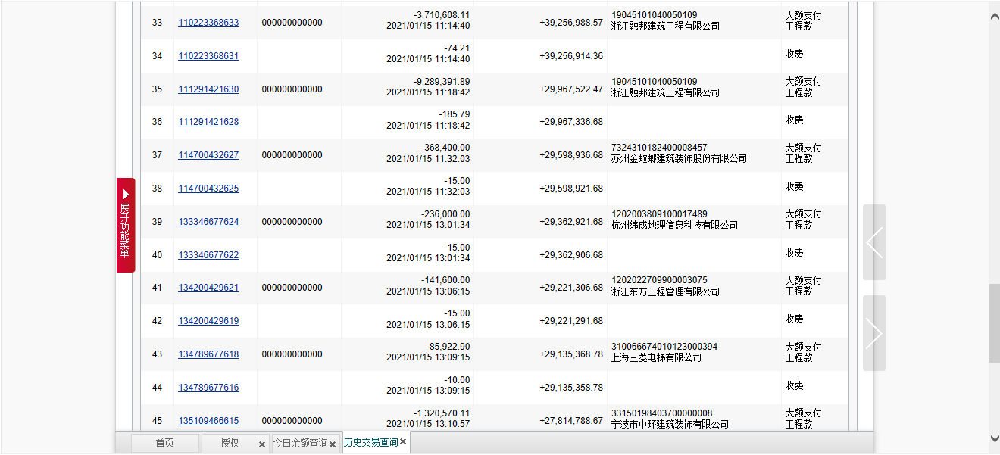 -3,710,608.11 19045101040050109 大额支付
33 110223368633 000000000000 +39,256,988.57
2021/01/15 11:14:40 浙江融邦建筑工程有限公司 工程款
-74.21
34 110223368631 +39,256,914.36 收费
2021/01/15 11:14:40
-9,289,391.89 19045101040050109 大额支付
35 111291421630 000000000000 +29,967,522.47
2021/01/15 11:18:42 浙江融邦建筑工程有限公司 工程款
-185.79
36 111291421628 +29,967,336.68 收费
2021/01/15 11:18:42
-368,400.00 7324310182400008457 大额支付
37 114700432627 000000000000 +29,598,936.68
2021/01/15 11:32:03 苏州金螳螂建筑装饰股份有限公司 工程款
-15.00
38 114700432625 +29,598,921.68 收费
2021/01/15 11:32:03
-236,000.00 1202003809100017489 大额支付
39 133346677624 000000000000 +29,362,921.68
2021/01/15 13:01:34 杭州纬成地理信息科技有限公司 工程款
-15.00
40 133346677622 +29,362,906.68 收费
2021/01/15 13:01:34
-141,600.00 1202022709900003075 大额支付
41 134200429621 000000000000 +29,221,306.68
2021/01/15 13:06:15 浙江东方工程管理有限公司 工程款
-15.00
42 134200429619 +29,221,291.68 收费
2021/01/15 13:06:15
-85,922.90 310066674010123000394 大额支付
43 134789677618 000000000000 +29,135,368.78
2021/01/15 13:09:15 上海三菱电梯有限公司 工程款
-10.00
44 134789677616 +29,135,358.78 收费
2021/01/15 13:09:15
-1,320,570.11 33150198403700000008 大额支付
45 135109466615 000000000000 +27,814,788.67
2021/01/15 13:10:57 宁波市中环建筑装饰有限公司 工程款
展开功能菜单
首页 授权 × 今日余额查询 × 历史交易查询 ×